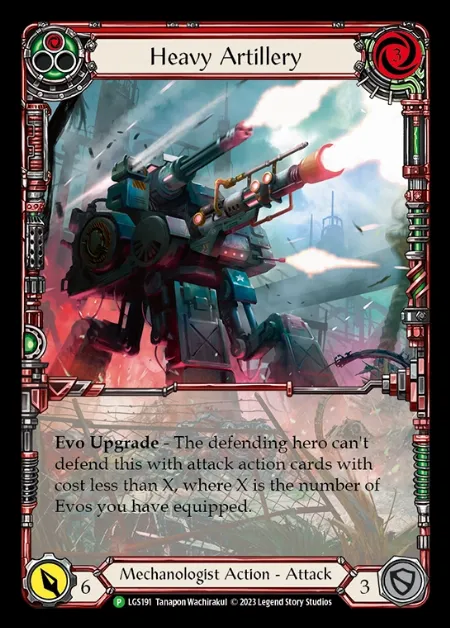 Heavy Artillery
3
Evo Upgrade - The defending hero can't
defend this with attack action cards with
cost less than X, where X is the number of
Evos you have equipped.
6
Mechanologist Action - Attack
3
P LGS191 Tanapon Wachirakul © 2023 Legend Story Studios